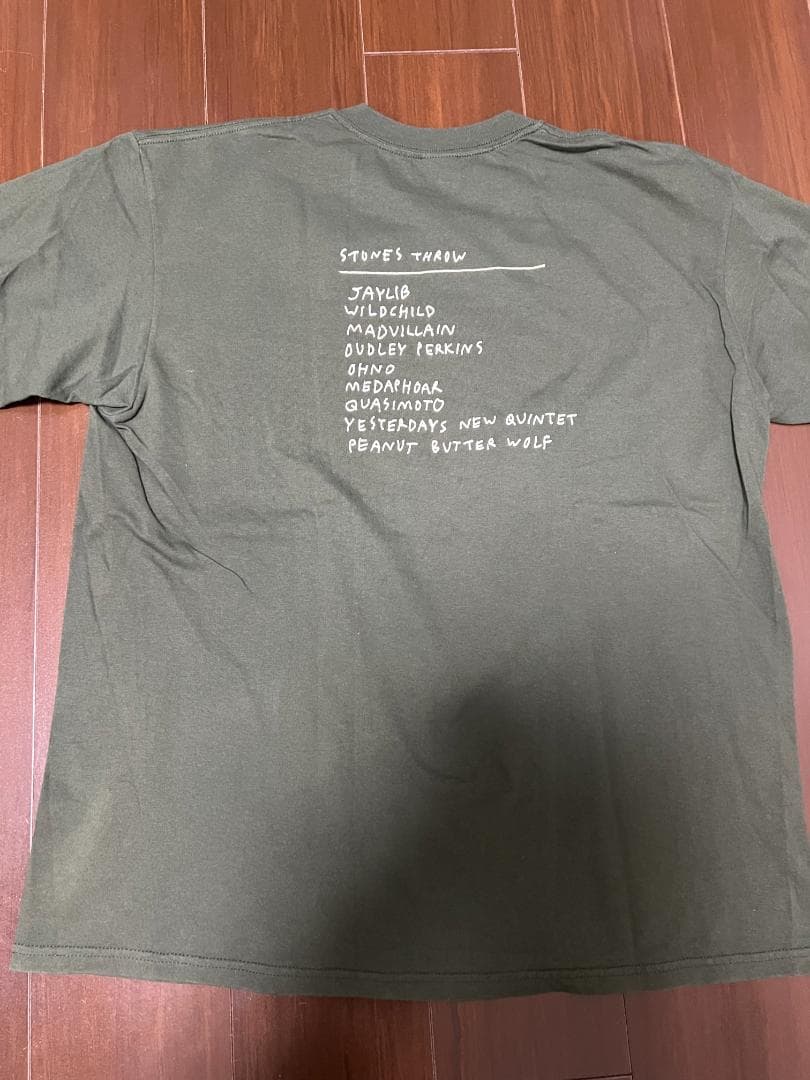 STONES THROW
JAYLIB
WILDCHILD
MADVILLAIN
DUDLEY PERKINS
OHNO
MEDAPHOAR
QUASIMOTO
YESTERDAYS NEW QUINTET
PEANUT BUTTER WOLF